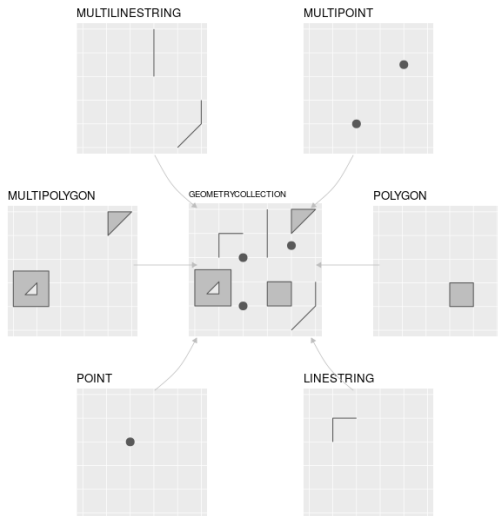 MULTILINESTRING
MULTIPOINT
MULTIPOLYGON
GEOMETRYCOLLECTION
POLYGON
POINT
LINESTRING